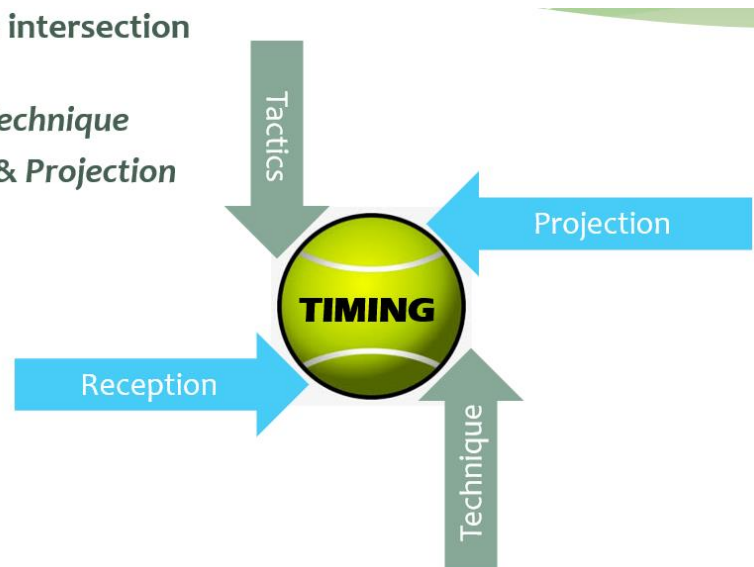 intersection
echnique
& Projection
Tactics
Projection
TIMING
Reception
Technique